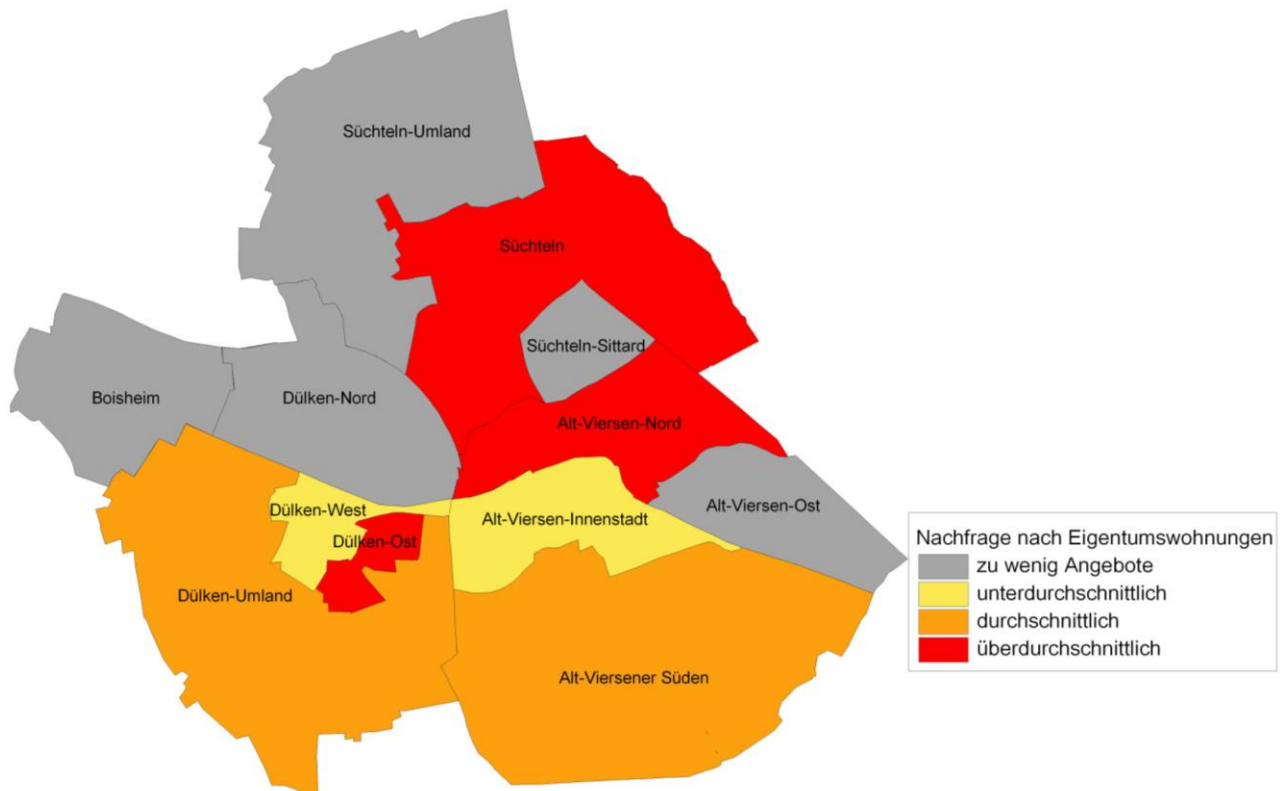 Süchteln-Umland
Süchteln
Süchteln-Sittard
Boisheim
Dülken-Nord
Alt-Viersen-Nord
Dülken-West
Alt-Viersen-Innenstadt
Alt-Viersen-Ost
Dülken-Ost
Dülken-Umland
Alt-Viersener Süden
Nachfrage nach Eigentumswohnungen
zu wenig Angebote
unterdurchschnittlich
durchschnittlich
überdurchschnittlich